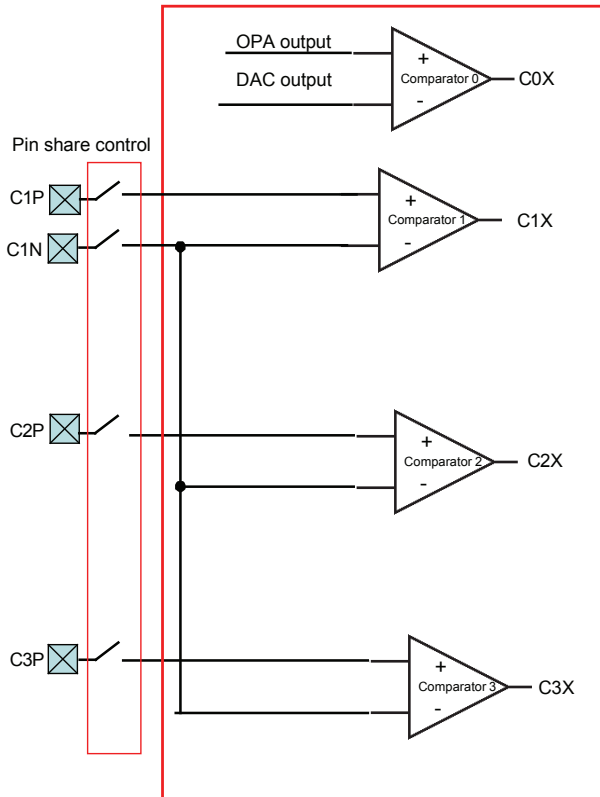 OPA output
+
Comparator 0
C0X
DAC output
-
Pin share control
C1P
+
Comparator 1
C1X
C1N
-
C2P
+
Comparator 2
C2X
-
C3P
+
Comparator 3
C3X
-